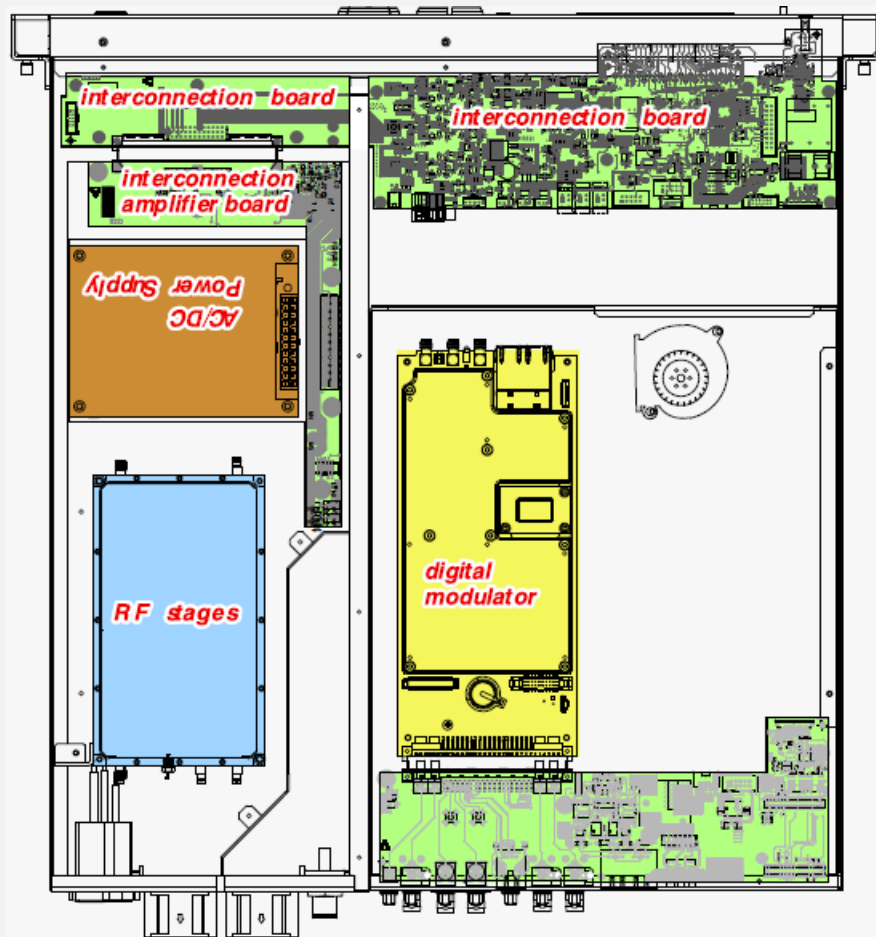 interconnection board
interconnection board
interconnection
amplifier board
AC/DC
Power Supply
RF stages
digital
modulator